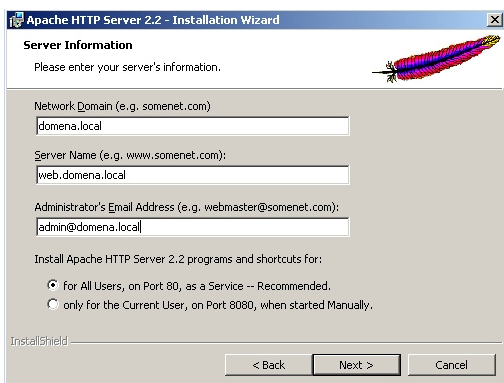 Apache HTTP Server 2.2 - Installation Wizard
Server Information
Please enter your server's information.
Network Domain (e.g. somenet.com)
domena.local
Server Name (e.g. www.somenet.com):
web.domena.local
Administrator's Email Address (e.g. webmaster@somenet.com):
admin@domena.local
Install Apache HTTP Server 2.2 programs and shortcuts for:
for All Users, on Port 80, as a Service -- Recommended.
only for the Current User, on Port 8080, when started Manually.
InstallShield
< Back Next > Cancel